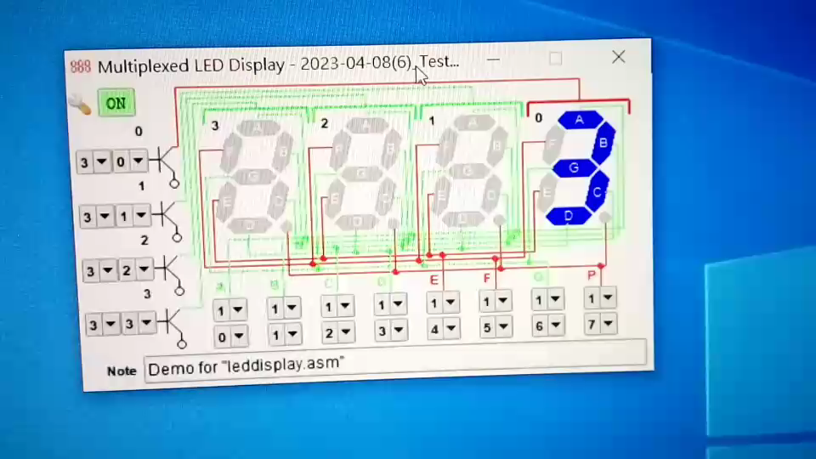 888 Multiplexed LED Display - 2023-04-08(6)_Test...
ON
0
3 0
1
3 1
2
3 2
3
3 3
3 2 1 0
A B C D E F G
A B C D E F G
A B C D E F G
A B C D E F G
A B C D E F G P
1 1 1 1 1 1 1 1
0 1 2 3 4 5 6 7
Note Demo for "leddisplay.asm"